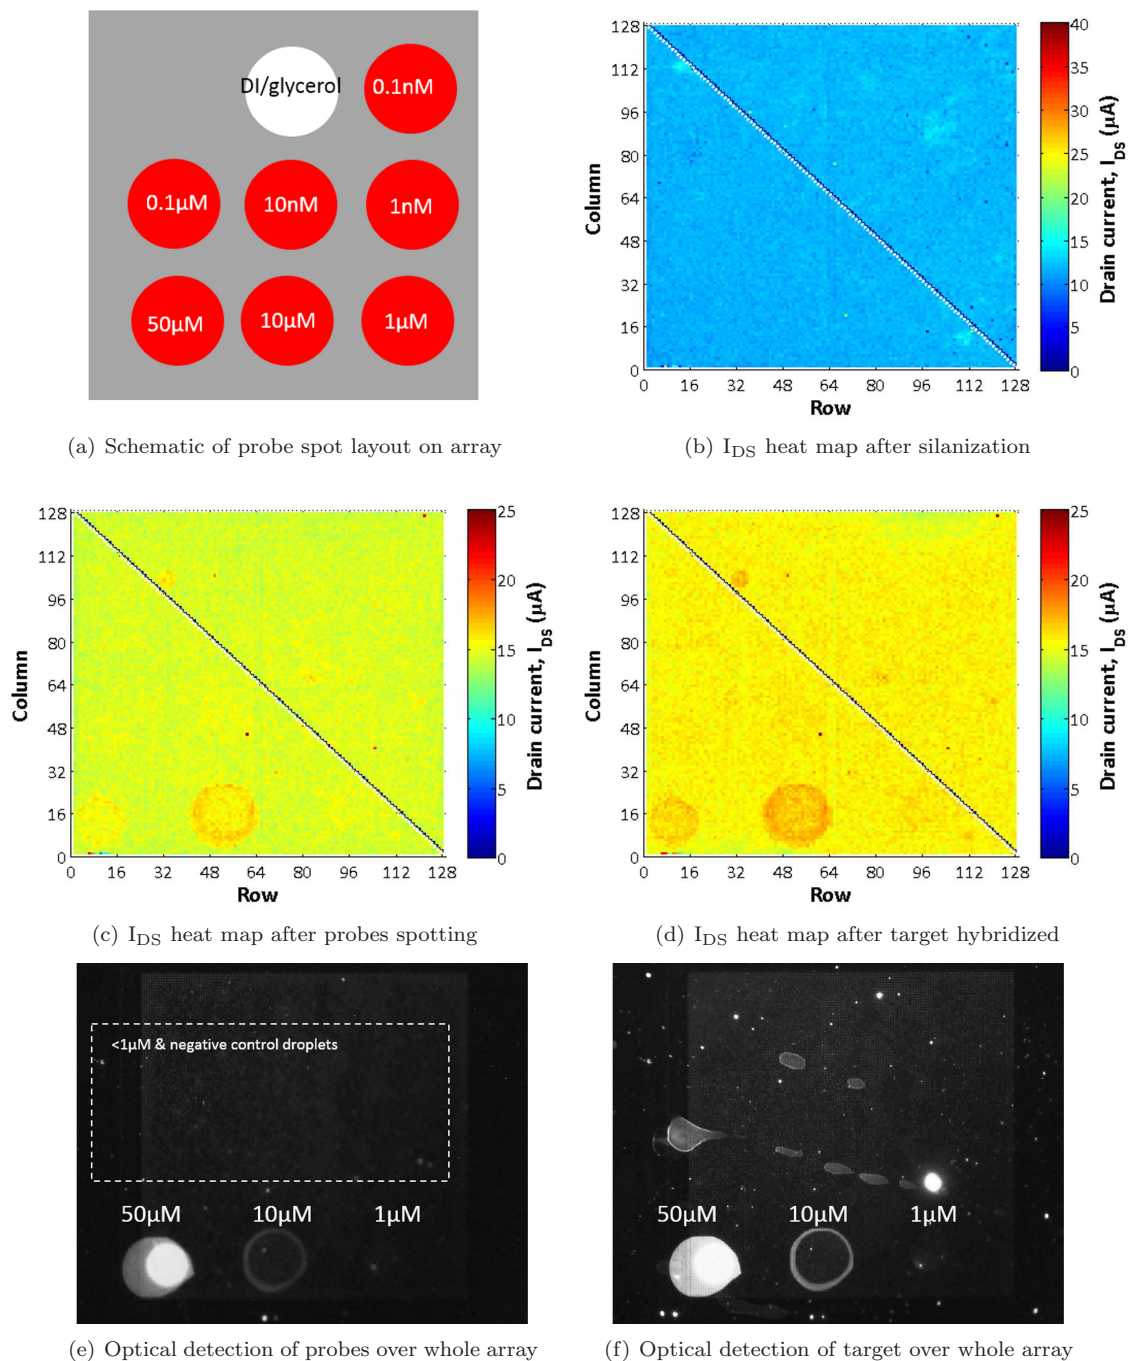 DI/glycerol
0.1nM
0.1µM
10nM
1nM
50µM
10µM
1µM
(a) Schematic of probe spot layout on array
128
112
96
80
64
48
32
16
0
Column
0 16 32 48 64 80 96 112 128
Row
40
35
30
25
20
15
10
5
0
Drain current, I_DS (µA)
(b) I_DS heat map after silanization
128
112
96
80
64
48
32
16
0
Column
0 16 32 48 64 80 96 112 128
Row
25
20
15
10
5
0
Drain current, I_DS (µA)
(c) I_DS heat map after probes spotting
128
112
96
80
64
48
32
16
0
Column
0 16 32 48 64 80 96 112 128
Row
25
20
15
10
5
0
Drain current, I_DS (µA)
(d) I_DS heat map after target hybridized
<1µM & negative control droplets
50µM 10µM 1µM
(e) Optical detection of probes over whole array
50µM 10µM 1µM
(f) Optical detection of target over whole array